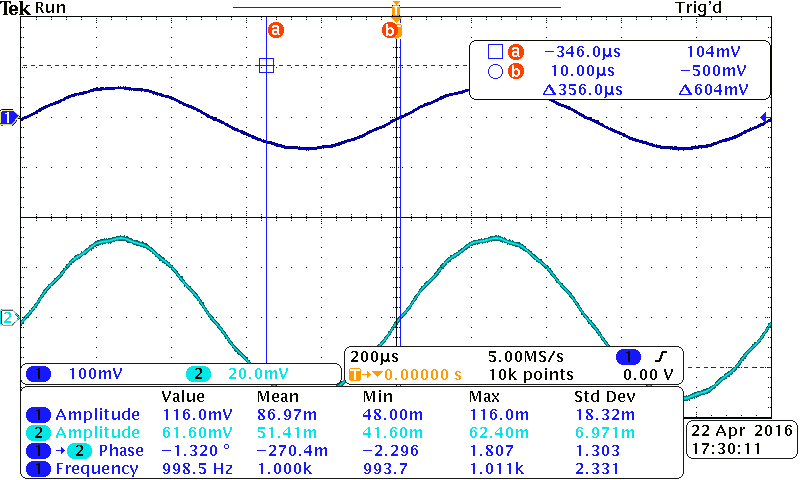 Tek Run Trig'd
T
a b
a −346.0µs 104mV
b 10.00µs −500mV
Δ356.0µs Δ604mV
1
2
1 100mV 2 20.0mV
200µs 5.00MS/s 1
T→▼0.00000 s 10k points 0.00 V
Value Mean Min Max Std Dev
1 Amplitude 116.0mV 86.97m 48.00m 116.0m 18.32m
2 Amplitude 61.60mV 51.41m 41.60m 62.40m 6.971m
1 → 2 Phase −1.320 ° −270.4m −2.296 1.807 1.303
1 Frequency 998.5 Hz 1.000k 993.7 1.011k 2.331
22 Apr 2016
17:30:11